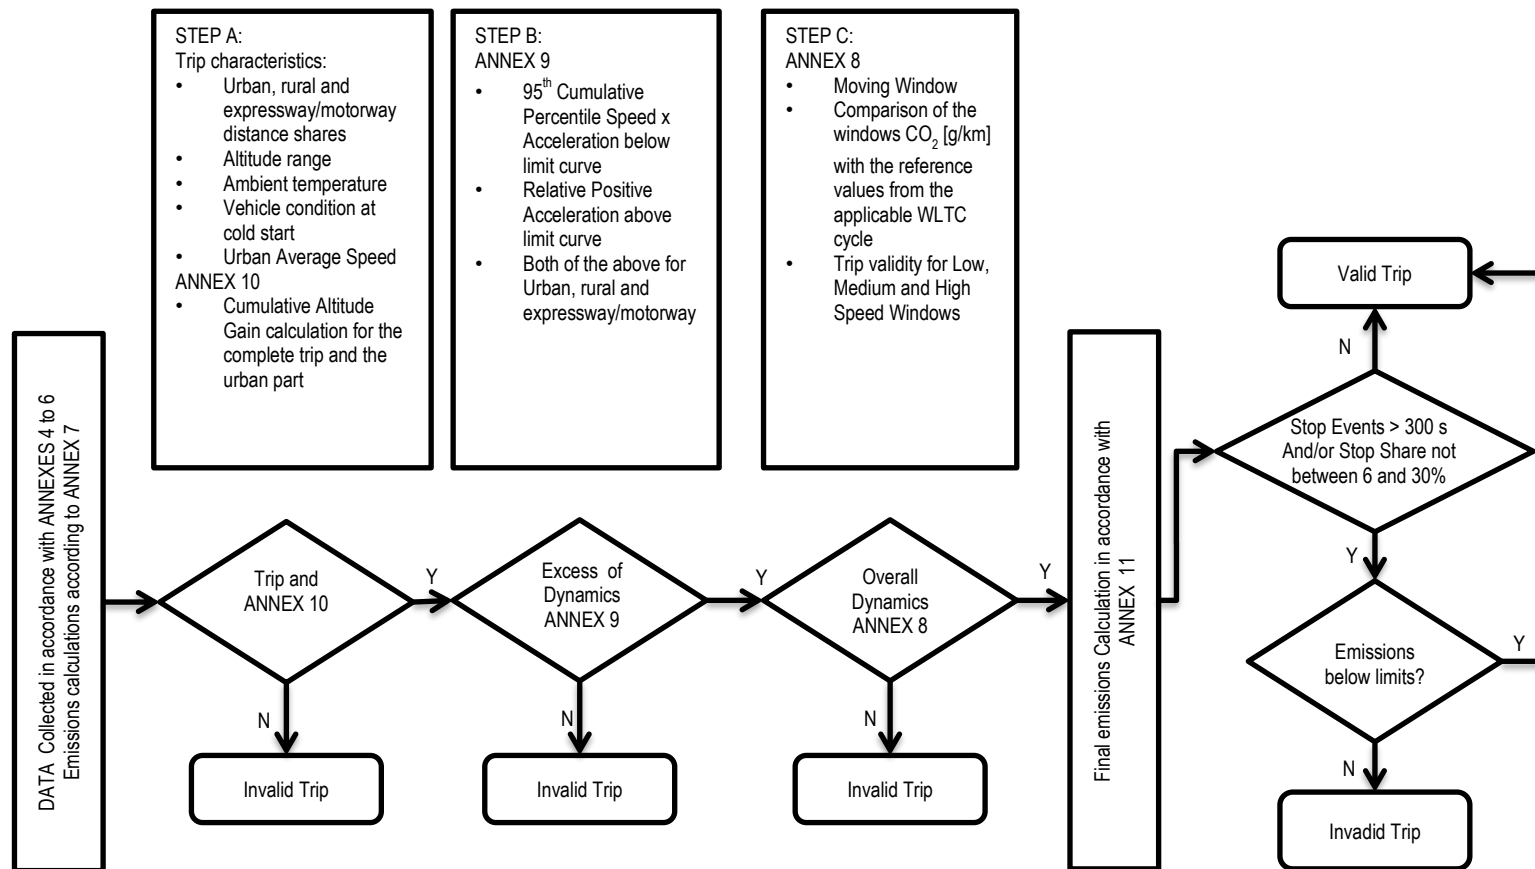 STEP A:
Trip characteristics:
• Urban, rural and
expressway/motorway
distance shares
• Altitude range
• Ambient temperature
• Vehicle condition at
cold start
• Urban Average Speed
ANNEX 10
• Cumulative Altitude
Gain calculation for the
complete trip and the
urban part
STEP B:
ANNEX 9
• 95th Cumulative
Percentile Speed x
Acceleration below
limit curve
• Relative Positive
Acceleration above
limit curve
• Both of the above for
Urban, rural and
expressway/motorway
STEP C:
ANNEX 8
• Moving Window
• Comparison of the
windows CO2 [g/km]
with the reference
values from the
applicable WLTC
cycle
• Trip validity for Low,
Medium and High
Speed Windows
DATA Collected in accordance with ANNEXES 4 to 6
Emissions calculations according to ANNEX 7
Trip and
ANNEX 10
Y
N
Invalid Trip
Excess of
Dynamics
ANNEX 9
Y
N
Invalid Trip
Overall
Dynamics
ANNEX 8
Y
N
Invalid Trip
Final emissions Calculation in accordance with
ANNEX 11
Valid Trip
N
Stop Events > 300 s
And/or Stop Share not
between 6 and 30%
Y
Emissions
below limits?
Y
N
Invadid Trip